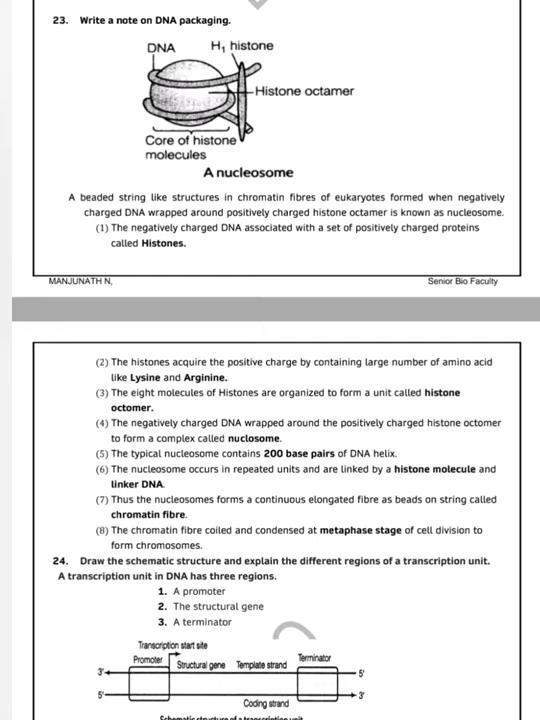 23. Write a note on DNA packaging.
DNA
H₁ histone
Histone octamer
Core of histone
molecules
A nucleosome
A beaded string like structures in chromatin fibres of eukaryotes formed when negatively
charged DNA wrapped around positively charged histone octamer is known as nucleosome.
(1) The negatively charged DNA associated with a set of positively charged proteins
called Histones.
MANJUNATH N,
Senior Bio Faculty
(2) The histones acquire the positive charge by containing large number of amino acid
like Lysine and Arginine.
(3) The eight molecules of Histones are organized to form a unit called histone
octomer.
(4) The negatively charged DNA wrapped around the positively charged histone octomer
to form a complex called nuclosome.
(5) The typical nucleosome contains 200 base pairs of DNA helix.
(6) The nucleosome occurs in repeated units and are linked by a histone molecule and
linker DNA.
(7) Thus the nucleosomes forms a continuous elongated fibre as beads on string called
chromatin fibre.
(8) The chromatin fibre coiled and condensed at metaphase stage of cell division to
form chromosomes.
24. Draw the schematic structure and explain the different regions of a transcription unit.
A transcription unit in DNA has three regions.
1. A promoter
2. The structural gene
3. A terminator
Transcription start site
Promoter
Structural gene
Template strand
Terminator
3'
5'
5'
3'
Coding strand
Schematic structure of a transcription unit